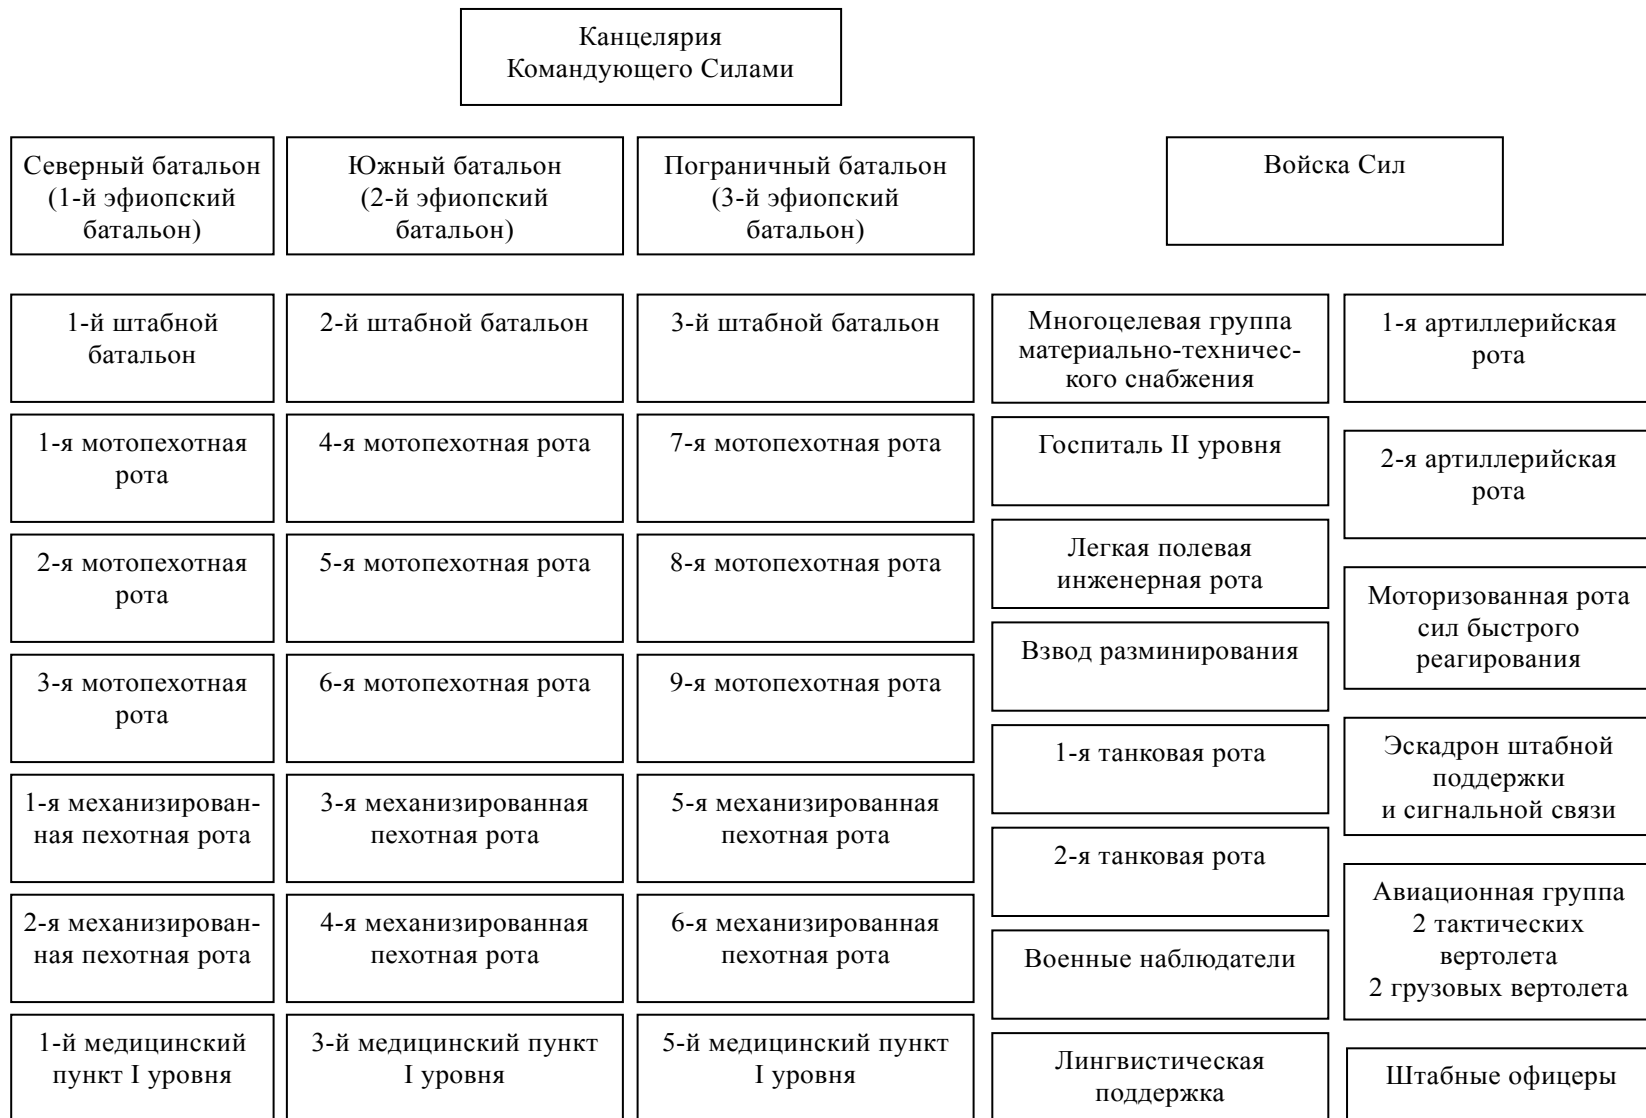 Канцелярия
Командующего Силами
Северный батальон
(1-й эфиопский
батальон)
Южный батальон
(2-й эфиопский
батальон)
Пограничный батальон
(3-й эфиопский
батальон)
Войска Сил
1-й штабной
батальон
1-я мотопехотная
рота
2-я мотопехотная
рота
3-я мотопехотная
рота
1-я механизирован-
ная пехотная рота
2-я механизирован-
ная пехотная рота
1-й медицинский
пункт I уровня
2-й штабной батальон
4-я мотопехотная рота
5-я мотопехотная рота
6-я мотопехотная рота
3-я механизированная
пехотная рота
4-я механизированная
пехотная рота
3-й медицинский пункт
I уровня
3-й штабной батальон
7-я мотопехотная рота
8-я мотопехотная рота
9-я мотопехотная рота
5-я механизированная
пехотная рота
6-я механизированная
пехотная рота
5-й медицинский пункт
I уровня
Многоцелевая группа
материально-техничес-
кого снабжения
Госпиталь II уровня
Легкая полевая
инженерная рота
Взвод разминирования
1-я танковая рота
2-я танковая рота
Военные наблюдатели
Лингвистическая
поддержка
1-я артиллерийская
рота
2-я артиллерийская
рота
Моторизованная рота
сил быстрого
реагирования
Эскадрон штабной
поддержки
и сигнальной связи
Авиационная группа
2 тактических
вертолета
2 грузовых вертолета
Штабные офицеры